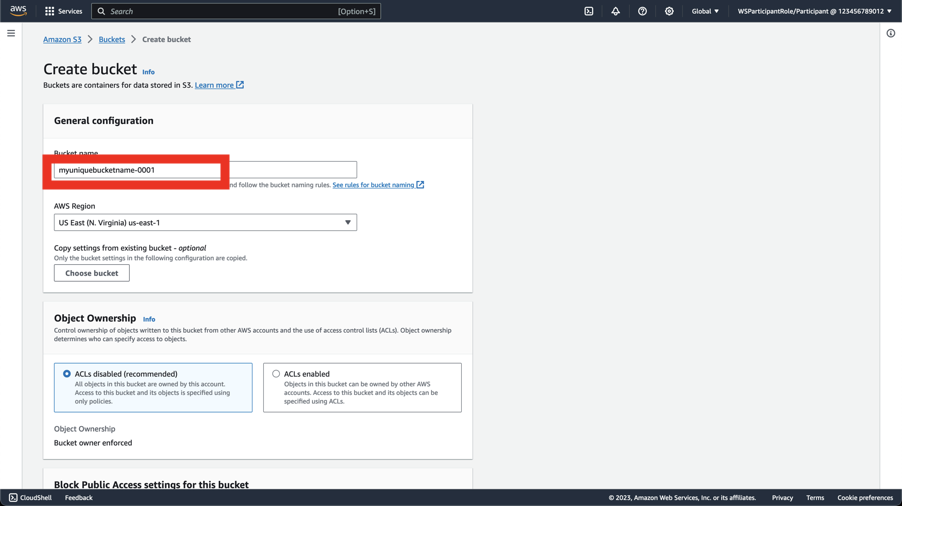 aws Services Search [Option+S] Global ▼ WSParticipantRole/Participant @ 123456789012 ▼
Amazon S3 > Buckets > Create bucket
Create bucket Info
Buckets are containers for data stored in S3. Learn more
General configuration
Bucket name
myuniquebucketname-0001
nd follow the bucket naming rules. See rules for bucket naming
AWS Region
US East (N. Virginia) us-east-1 ▼
Copy settings from existing bucket - optional
Only the bucket settings in the following configuration are copied.
Choose bucket
Object Ownership Info
Control ownership of objects written to this bucket from other AWS accounts and the use of access control lists (ACLs). Object ownership
determines who can specify access to objects.
ACLs disabled (recommended)
All objects in this bucket are owned by this account.
Access to this bucket and its objects is specified using
only policies.
ACLs enabled
Objects in this bucket can be owned by other AWS
accounts. Access to this bucket and its objects can be
specified using ACLs.
Object Ownership
Bucket owner enforced
Block Public Access settings for this bucket
CloudShell Feedback © 2023, Amazon Web Services, Inc. or its affiliates. Privacy Terms Cookie preferences